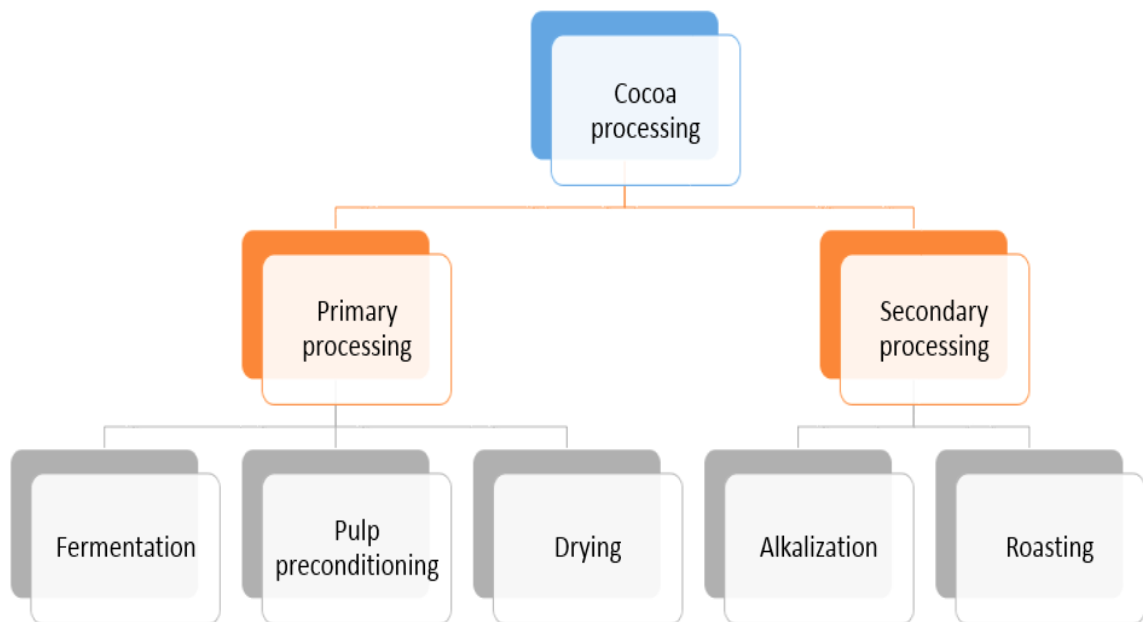 Cocoa
processing
Primary
processing
Secondary
processing
Fermentation
Pulp
preconditioning
Drying
Alkalization
Roasting